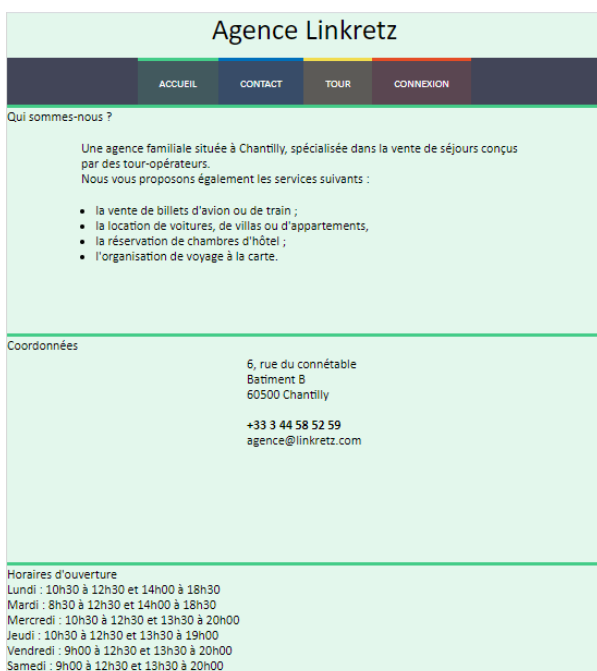 Agence Linkretz
ACCUEIL CONTACT TOUR CONNEXION
Qui sommes-nous ?
Une agence familiale située à Chantilly, spécialisée dans la vente de séjours conçus
par des tour-opérateurs.
Nous vous proposons également les services suivants :
• la vente de billets d'avion ou de train ;
• la location de voitures, de villas ou d'appartements,
• la réservation de chambres d'hôtel ;
• l'organisation de voyage à la carte.
Coordonnées
6, rue du connétable
Batiment B
60500 Chantilly
+33 3 44 58 52 59
agence@linkretz.com
Horaires d'ouverture
Lundi : 10h30 à 12h30 et 14h00 à 18h30
Mardi : 8h30 à 12h30 et 14h00 à 18h30
Mercredi : 10h30 à 12h30 et 13h30 à 20h00
Jeudi : 10h30 à 12h30 et 13h30 à 19h00
Vendredi : 9h00 à 12h30 et 13h30 à 20h00
Samedi : 9h00 à 12h30 et 13h30 à 20h00